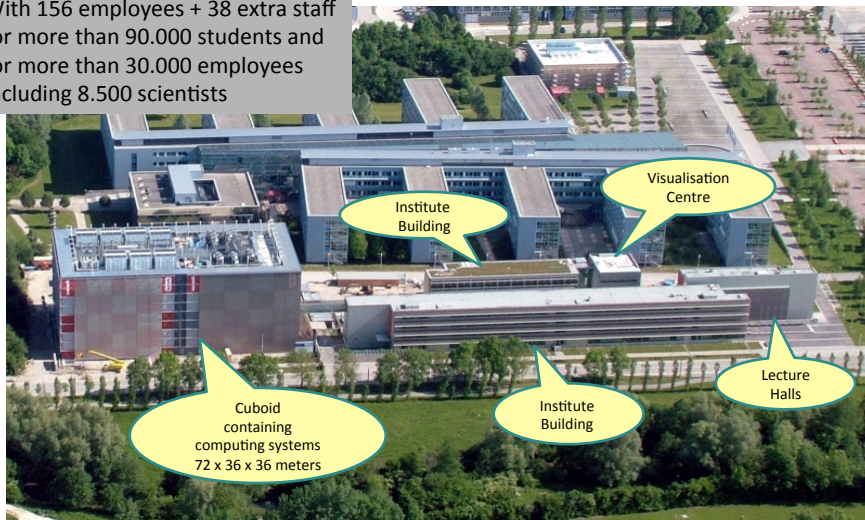 With 156 employees + 38 extra staff
or more than 90.000 students and
or more than 30.000 employees
ncluding 8.500 scientists
Visualisation
Centre
Institute
Building
Cuboid
containing
computing systems
72 x 36 x 36 meters
Institute
Building
Lecture
Halls